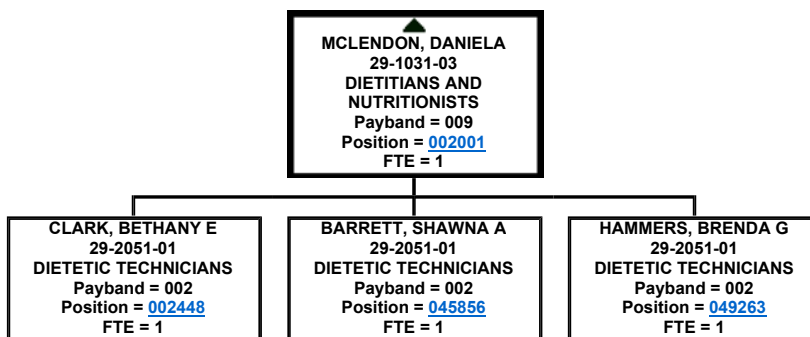 MCLENDON, DANIELA
29-1031-03
DIETITIANS AND
NUTRITIONISTS
Payband = 009
Position = 002001
FTE = 1
CLARK, BETHANY E
29-2051-01
DIETETIC TECHNICIANS
Payband = 002
Position = 002448
FTE = 1
BARRETT, SHAWNA A
29-2051-01
DIETETIC TECHNICIANS
Payband = 002
Position = 045856
FTE = 1
HAMMERS, BRENDA G
29-2051-01
DIETETIC TECHNICIANS
Payband = 002
Position = 049263
FTE = 1